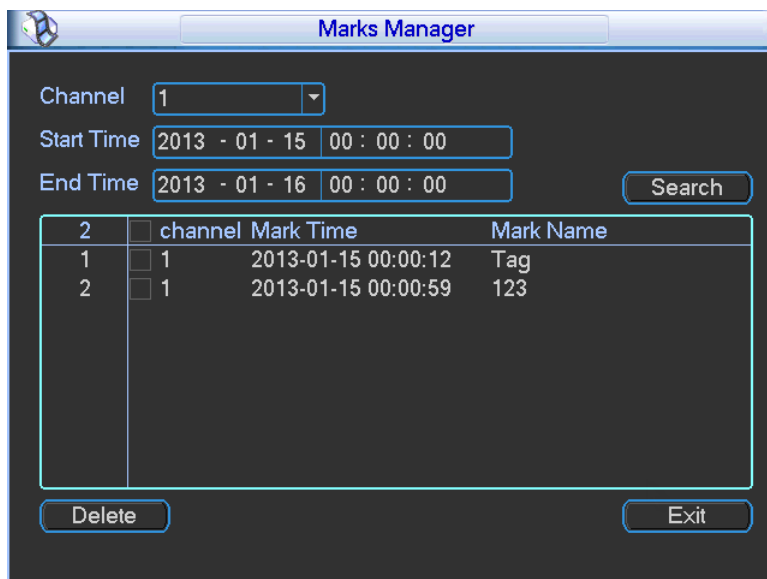 Marks Manager
Channel 1
Start Time 2013 - 01 - 15 00 : 00 : 00
End Time 2013 - 01 - 16 00 : 00 : 00
Search
2 channel Mark Time Mark Name
1 1 2013-01-15 00:00:12 Tag
2 1 2013-01-15 00:00:59 123
Delete Exit